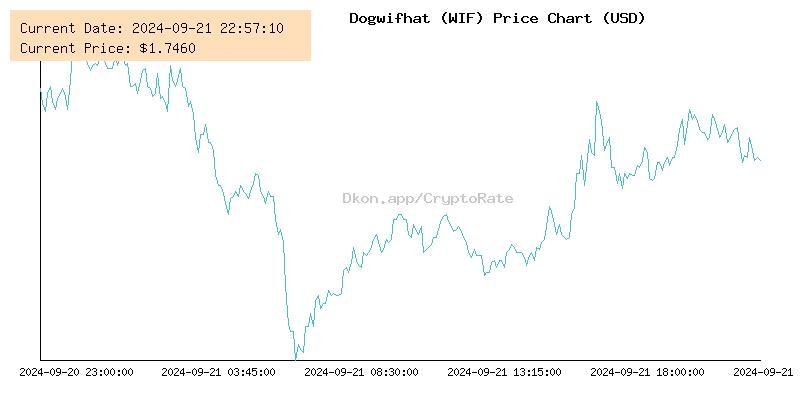 Dogwifhat (WIF) Price Chart (USD)
Current Date: 2024-09-21 22:57:10
Current Price: $1.7460
Dkon.app/CryptoRate
2024-09-20 23:00:00 2024-09-21 03:45:00 2024-09-21 08:30:00 2024-09-21 13:15:00 2024-09-21 18:00:00 2024-09-21